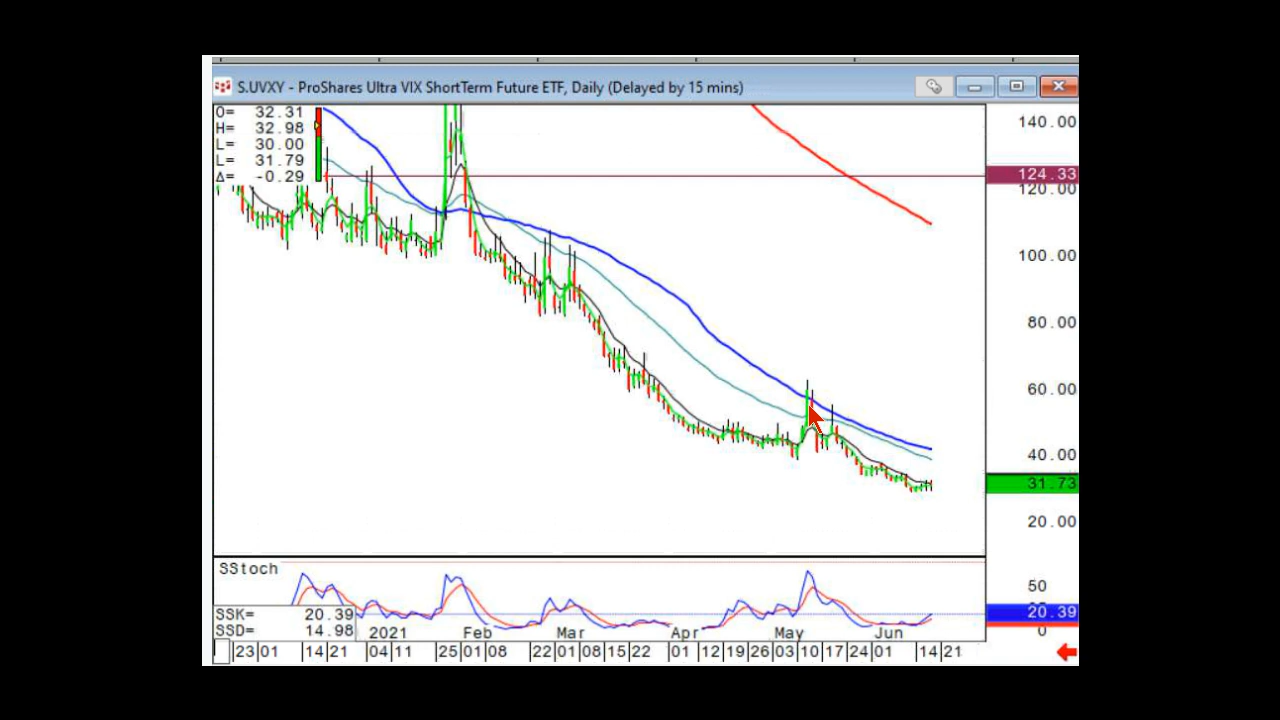 S.UVXY - ProShares Ultra VIX ShortTerm Future ETF, Daily (Delayed by 15 mins)
O= 32.31
H= 32.98
L= 30.00
L= 31.79
Δ= -0.29
140.00
124.33
120.00
100.00
80.00
60.00
40.00
31.73
20.00
SStoch
50
20.39
0
SSK= 20.39
SSD= 14.98
2021 Feb Mar Apr May Jun
23 01 14 21 04 11 25 01 08 22 01 08 15 22 01 12 19 26 03 10 17 24 01 14 21